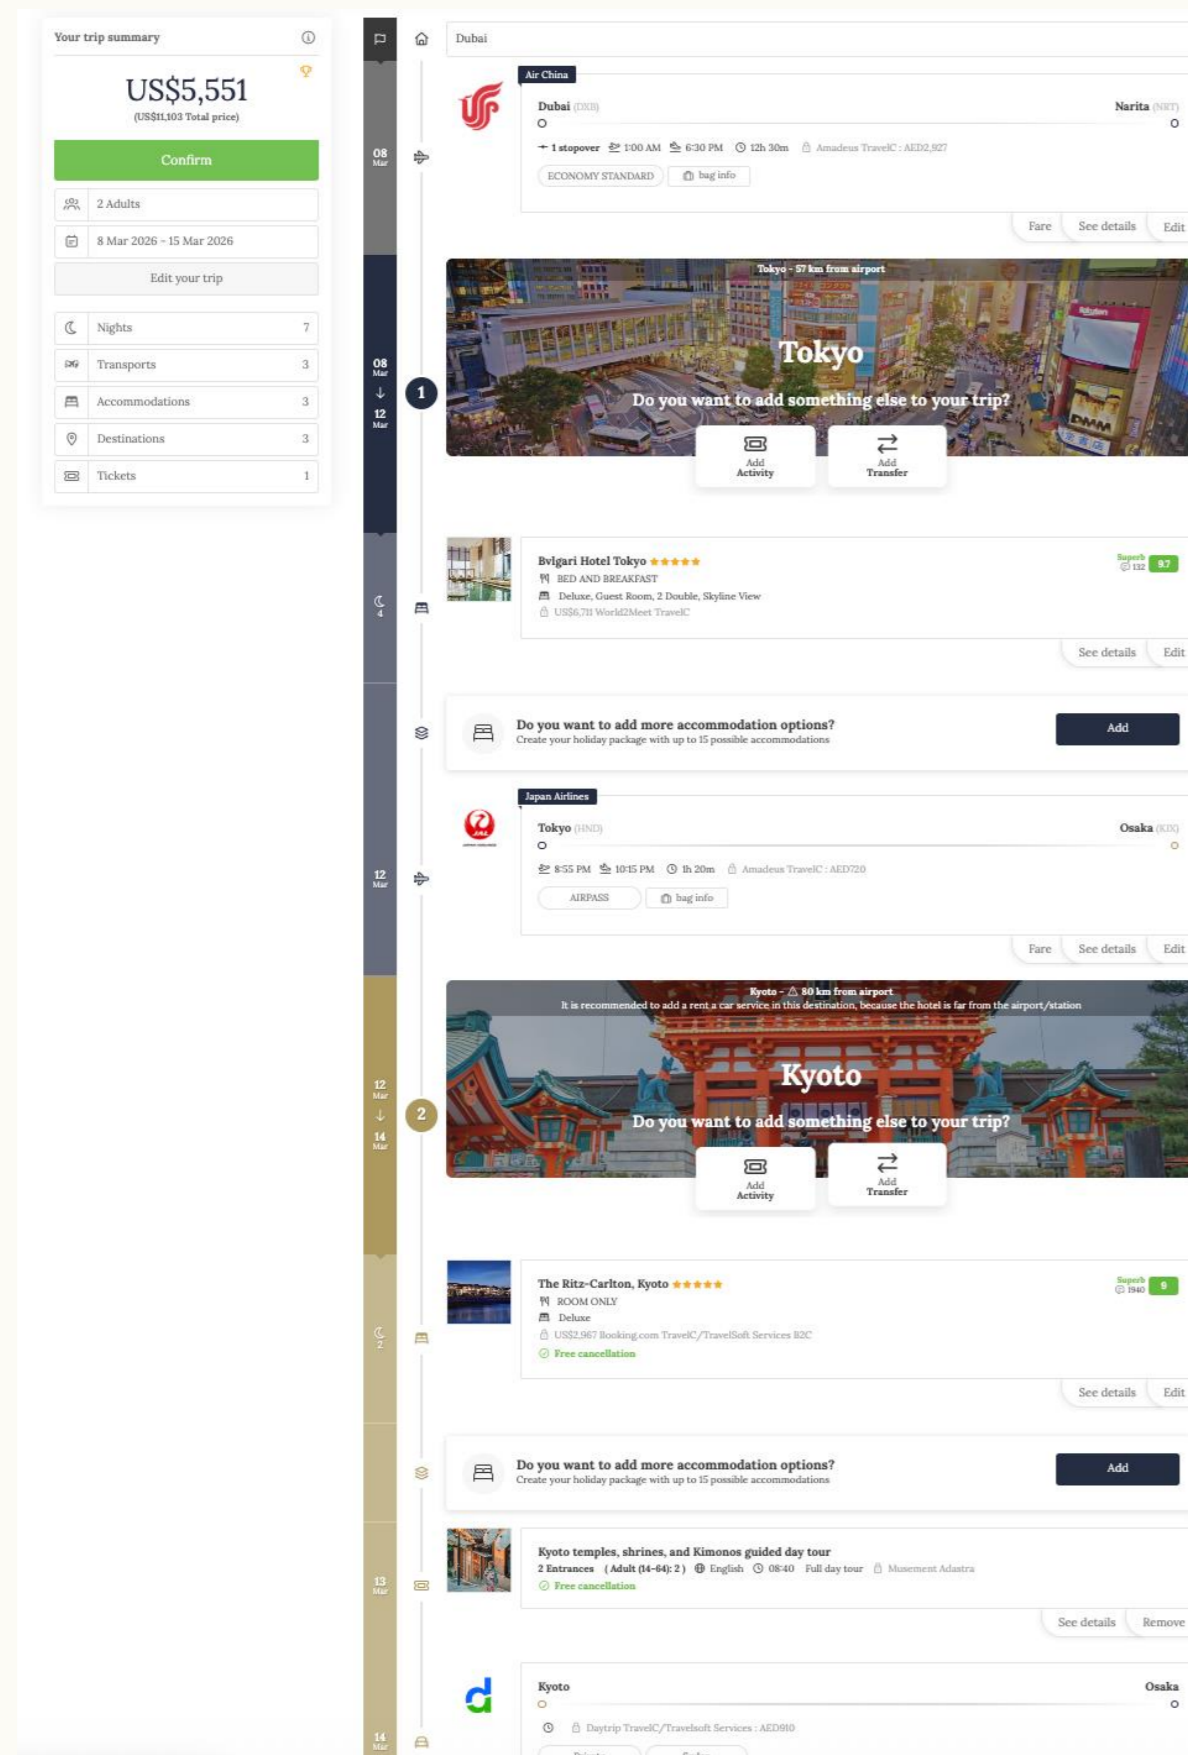 Your trip summary
US$5,551
(US$11,103 Total price)
Confirm
2 Adults
8 Mar 2026 - 15 Mar 2026
Edit your trip
Nights 7
Transports 3
Accommodations 3
Destinations 3
Tickets 1
Dubai
08
Mar
Air China
Dubai (DXB) Narita (NRT)
1 stopover 1:00 AM 6:30 PM 12h 30m Amadeus TravelC : AED2,927
ECONOMY STANDARD bag info
Fare See details Edit
08
Mar
12
Mar
1
Tokyo - 57 km from airport
Rakuten
DMM
Tokyo
Do you want to add something else to your trip?
Add
Activity
Add
Transfer
4
Bvlgari Hotel Tokyo
BED AND BREAKFAST
Deluxe, Guest Room, 2 Double, Skyline View
US$6,711 World2Meet TravelC
Superb
132
9.7
See details Edit
Do you want to add more accommodation options?
Create your holiday package with up to 15 possible accommodations
Add
12
Mar
Japan Airlines
JAL
Tokyo (HND) Osaka (KIX)
8:55 PM 10:15 PM 1h 20m Amadeus TravelC : AED720
AIRPASS bag info
Fare See details Edit
12
Mar
14
Mar
2
Kyoto - 80 km from airport
It is recommended to add a rent a car service in this destination, because the hotel is far from the airport/station
Kyoto
Do you want to add something else to your trip?
Add
Activity
Add
Transfer
2
The Ritz-Carlton, Kyoto
ROOM ONLY
Deluxe
US$2,967 Booking.com TravelC/TravelSoft Services B2C
Free cancellation
Superb
1940
9
See details Edit
Do you want to add more accommodation options?
Create your holiday package with up to 15 possible accommodations
Add
13
Mar
Kyoto temples, shrines, and Kimonos guided day tour
2 Entrances ( Adult (14-64): 2 ) English 08:40 Full day tour Musement Adastra
Free cancellation
See details Remove
14
Mar
d
Kyoto Osaka
Daytrip TravelC/Travelsoft Services : AED910
Private Sedan